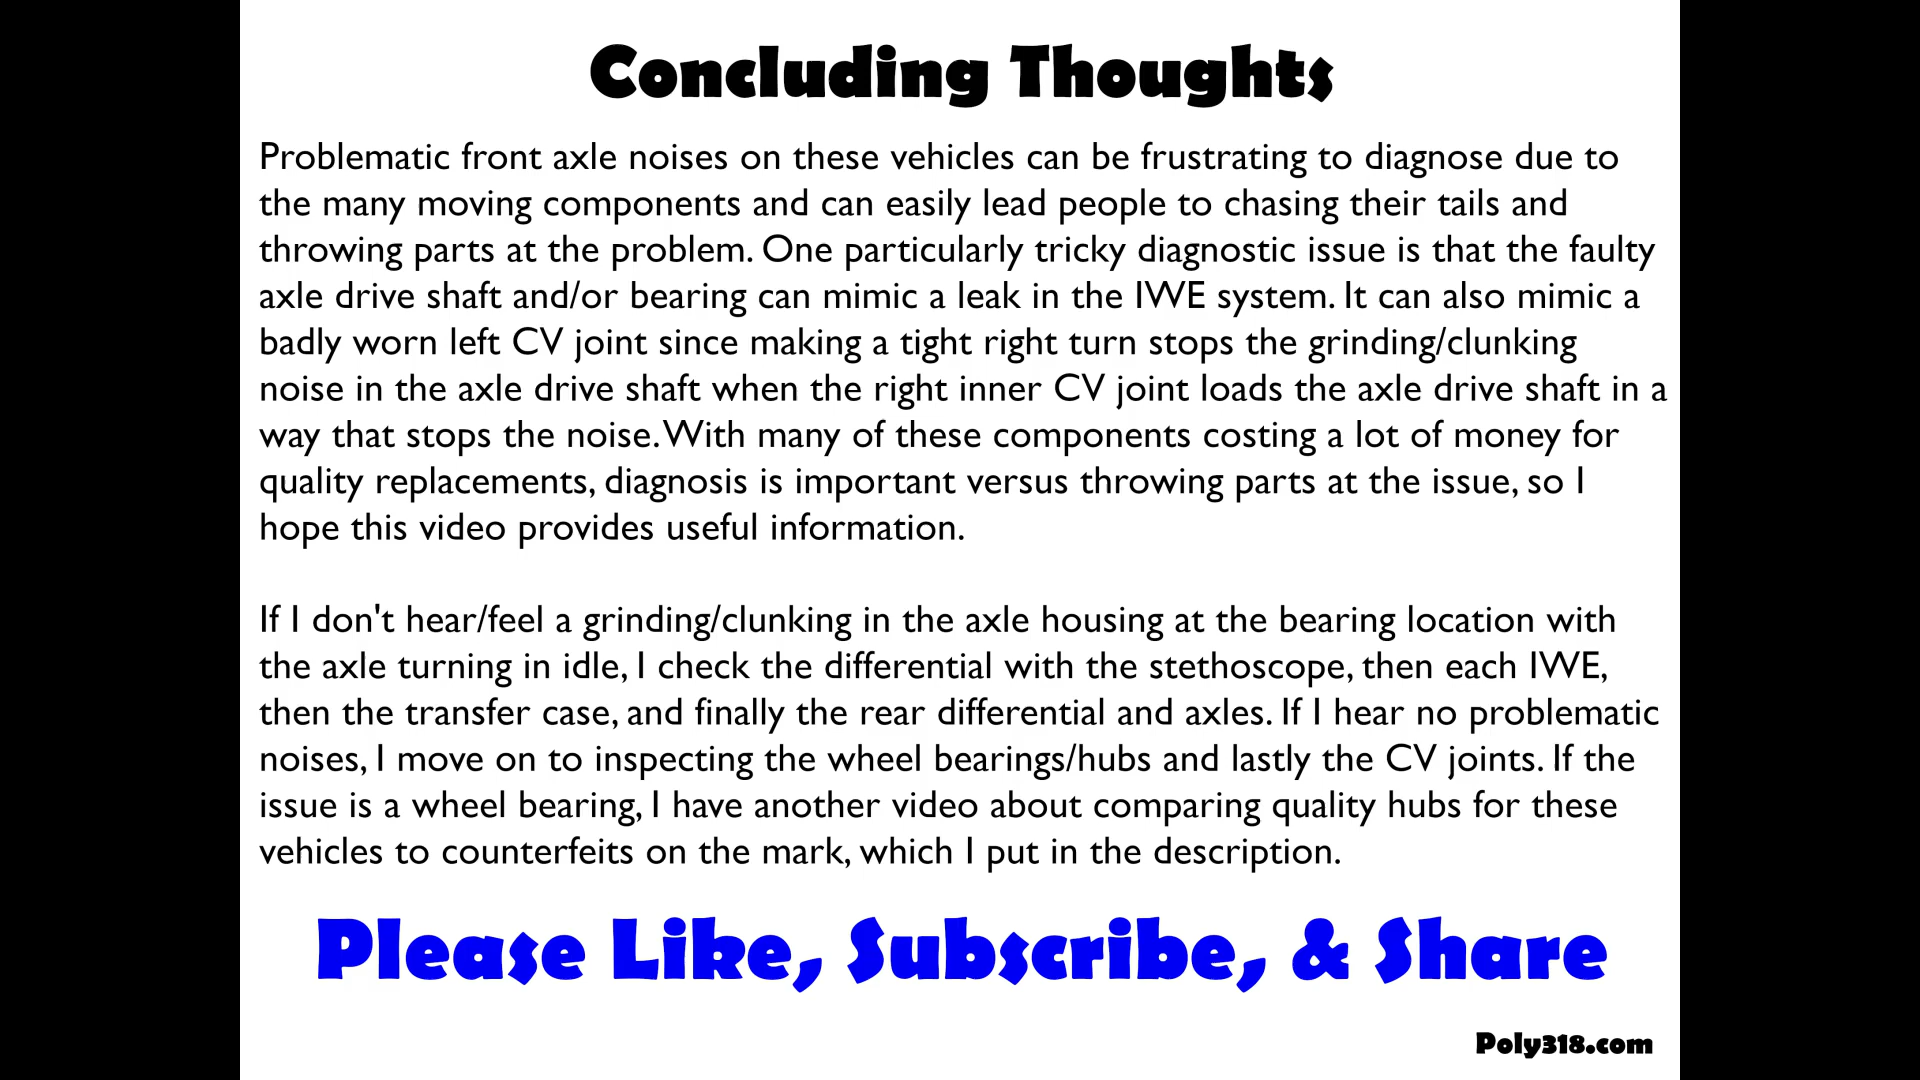 Concluding Thoughts
Problematic front axle noises on these vehicles can be frustrating to diagnose due to
the many moving components and can easily lead people to chasing their tails and
throwing parts at the problem. One particularly tricky diagnostic issue is that the faulty
axle drive shaft and/or bearing can mimic a leak in the IWE system. It can also mimic a
badly worn left CV joint since making a tight right turn stops the grinding/clunking
noise in the axle drive shaft when the right inner CV joint loads the axle drive shaft in a
way that stops the noise. With many of these components costing a lot of money for
quality replacements, diagnosis is important versus throwing parts at the issue, so I
hope this video provides useful information.
If I don't hear/feel a grinding/clunking in the axle housing at the bearing location with
the axle turning in idle, I check the differential with the stethoscope, then each IWE,
then the transfer case, and finally the rear differential and axles. If I hear no problematic
noises, I move on to inspecting the wheel bearings/hubs and lastly the CV joints. If the
issue is a wheel bearing, I have another video about comparing quality hubs for these
vehicles to counterfeits on the mark, which I put in the description.
Please Like, Subscribe, & Share
Poly318.com